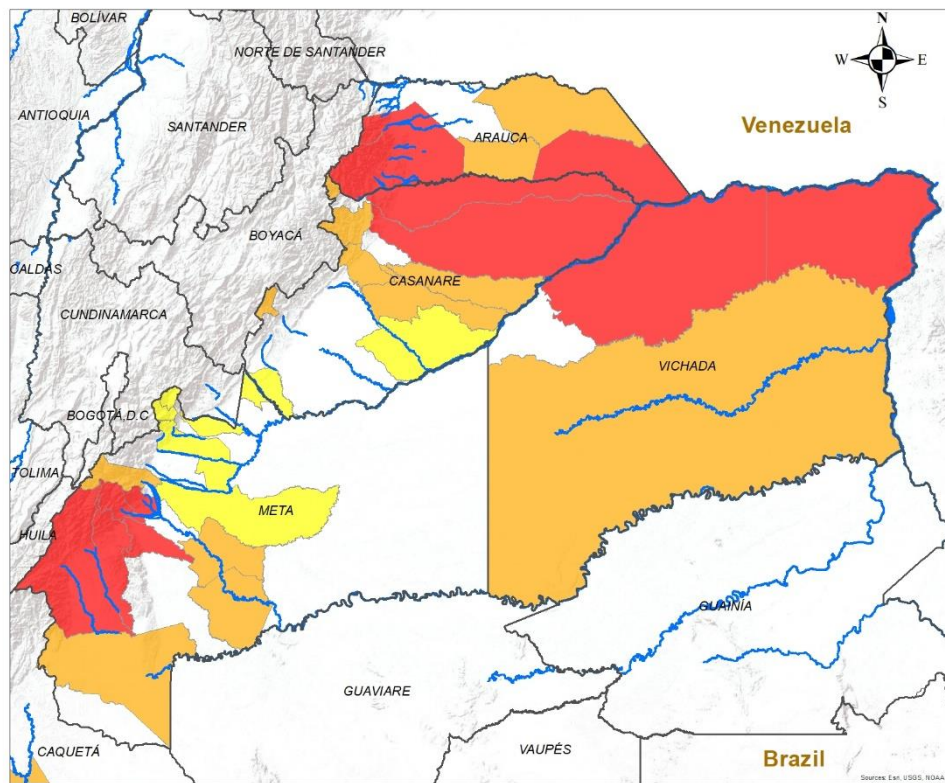 BOLÍVAR
N
NORTE DE SANTANDER
W E
S
ANTIOQUIA
SANTANDER
ARAUCA
Venezuela
BOYACÁ
CALDAS
CASANARE
CUNDINAMARCA
VICHADA
BOGOTÁ,D.C
TOLIMA
META
HUILA
GUAINÍA
GUAVIARE
CAQUETÁ
VAUPÉS
Brazil
Sources: Esri, USGS, NOAA